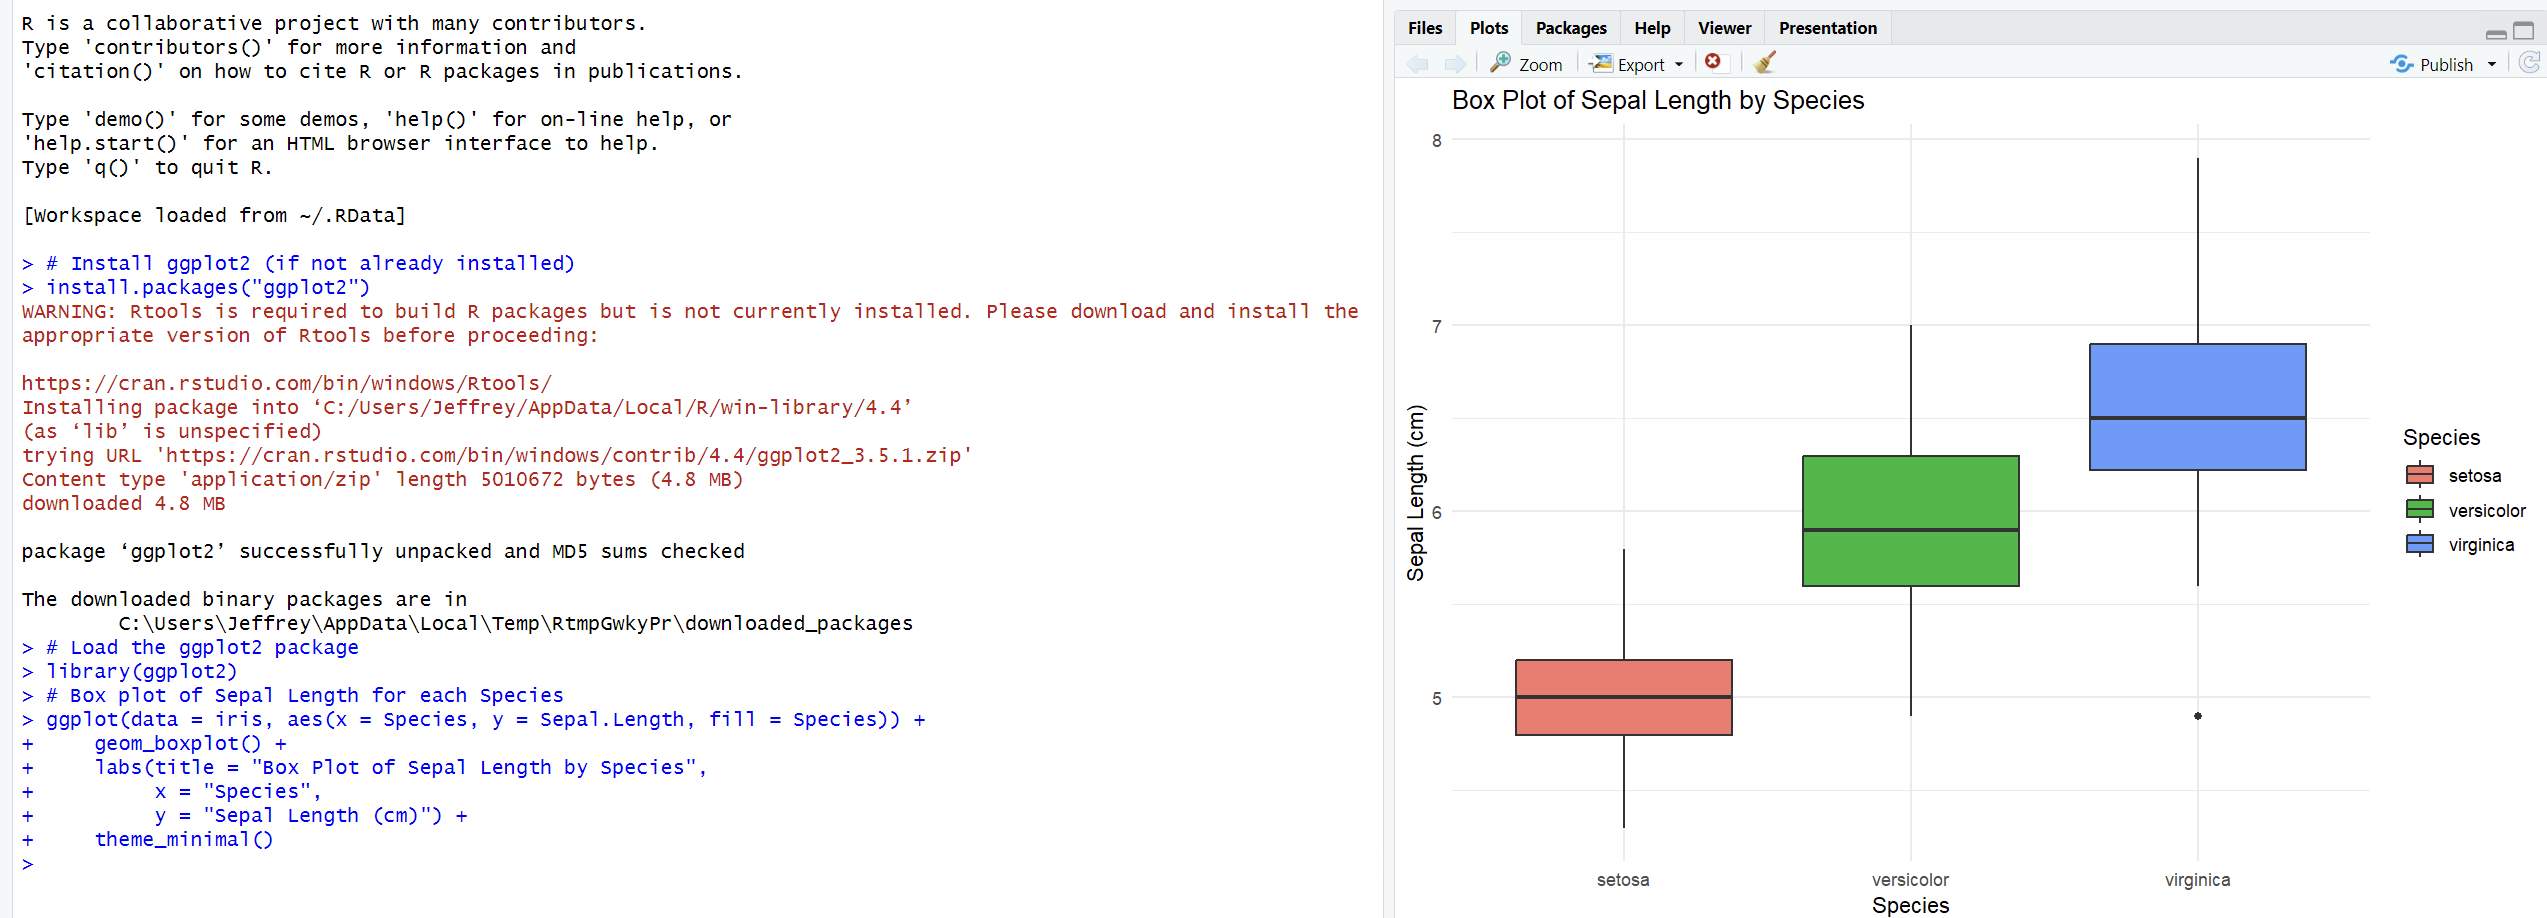 R is a collaborative project with many contributors.
Type 'contributors()' for more information and
'citation()' on how to cite R or R packages in publications.
Type 'demo()' for some demos, 'help()' for on-line help, or
'help.start()' for an HTML browser interface to help.
Type 'q()' to quit R.
[Workspace loaded from ~/.RData]
> # Install ggplot2 (if not already installed)
> install.packages("ggplot2")
WARNING: Rtools is required to build R packages but is not currently installed. Please download and install the
appropriate version of Rtools before proceeding:
https://cran.rstudio.com/bin/windows/Rtools/
Installing package into ‘C:/Users/Jeffrey/AppData/Local/R/win-library/4.4’
(as ‘lib’ is unspecified)
trying URL 'https://cran.rstudio.com/bin/windows/contrib/4.4/ggplot2_3.5.1.zip'
Content type 'application/zip' length 5010672 bytes (4.8 MB)
downloaded 4.8 MB
package ‘ggplot2’ successfully unpacked and MD5 sums checked
The downloaded binary packages are in
        C:\Users\Jeffrey\AppData\Local\Temp\RtmpGwkyPr\downloaded_packages
> # Load the ggplot2 package
> library(ggplot2)
> # Box plot of Sepal Length for each Species
> ggplot(data = iris, aes(x = Species, y = Sepal.Length, fill = Species)) +
+     geom_boxplot() +
+     labs(title = "Box Plot of Sepal Length by Species",
+          x = "Species",
+          y = "Sepal Length (cm)") +
+     theme_minimal()
>
Files Plots Packages Help Viewer Presentation
Zoom Export Publish
Box Plot of Sepal Length by Species
8
7
6
5
Sepal Length (cm)
setosa versicolor virginica
Species
Species
setosa
versicolor
virginica